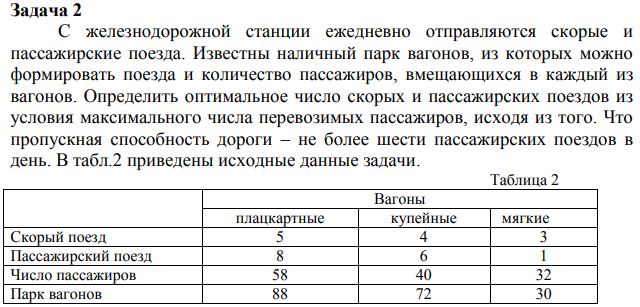 Задача 2
С железнодорожной станции ежедневно отправляются скорые и
пассажирские поезда. Известны наличный парк вагонов, из которых можно
формировать поезда и количество пассажиров, вмещающихся в каждый из
вагонов. Определить оптимальное число скорых и пассажирских поездов из
условия максимального числа перевозимых пассажиров, исходя из того. Что
пропускная способность дороги – не более шести пассажирских поездов в
день. В табл.2 приведены исходные данные задачи.
Таблица 2
Вагоны
плацкартные купейные мягкие
Скорый поезд 5 4 3
Пассажирский поезд 8 6 1
Число пассажиров 58 40 32
Парк вагонов 88 72 30